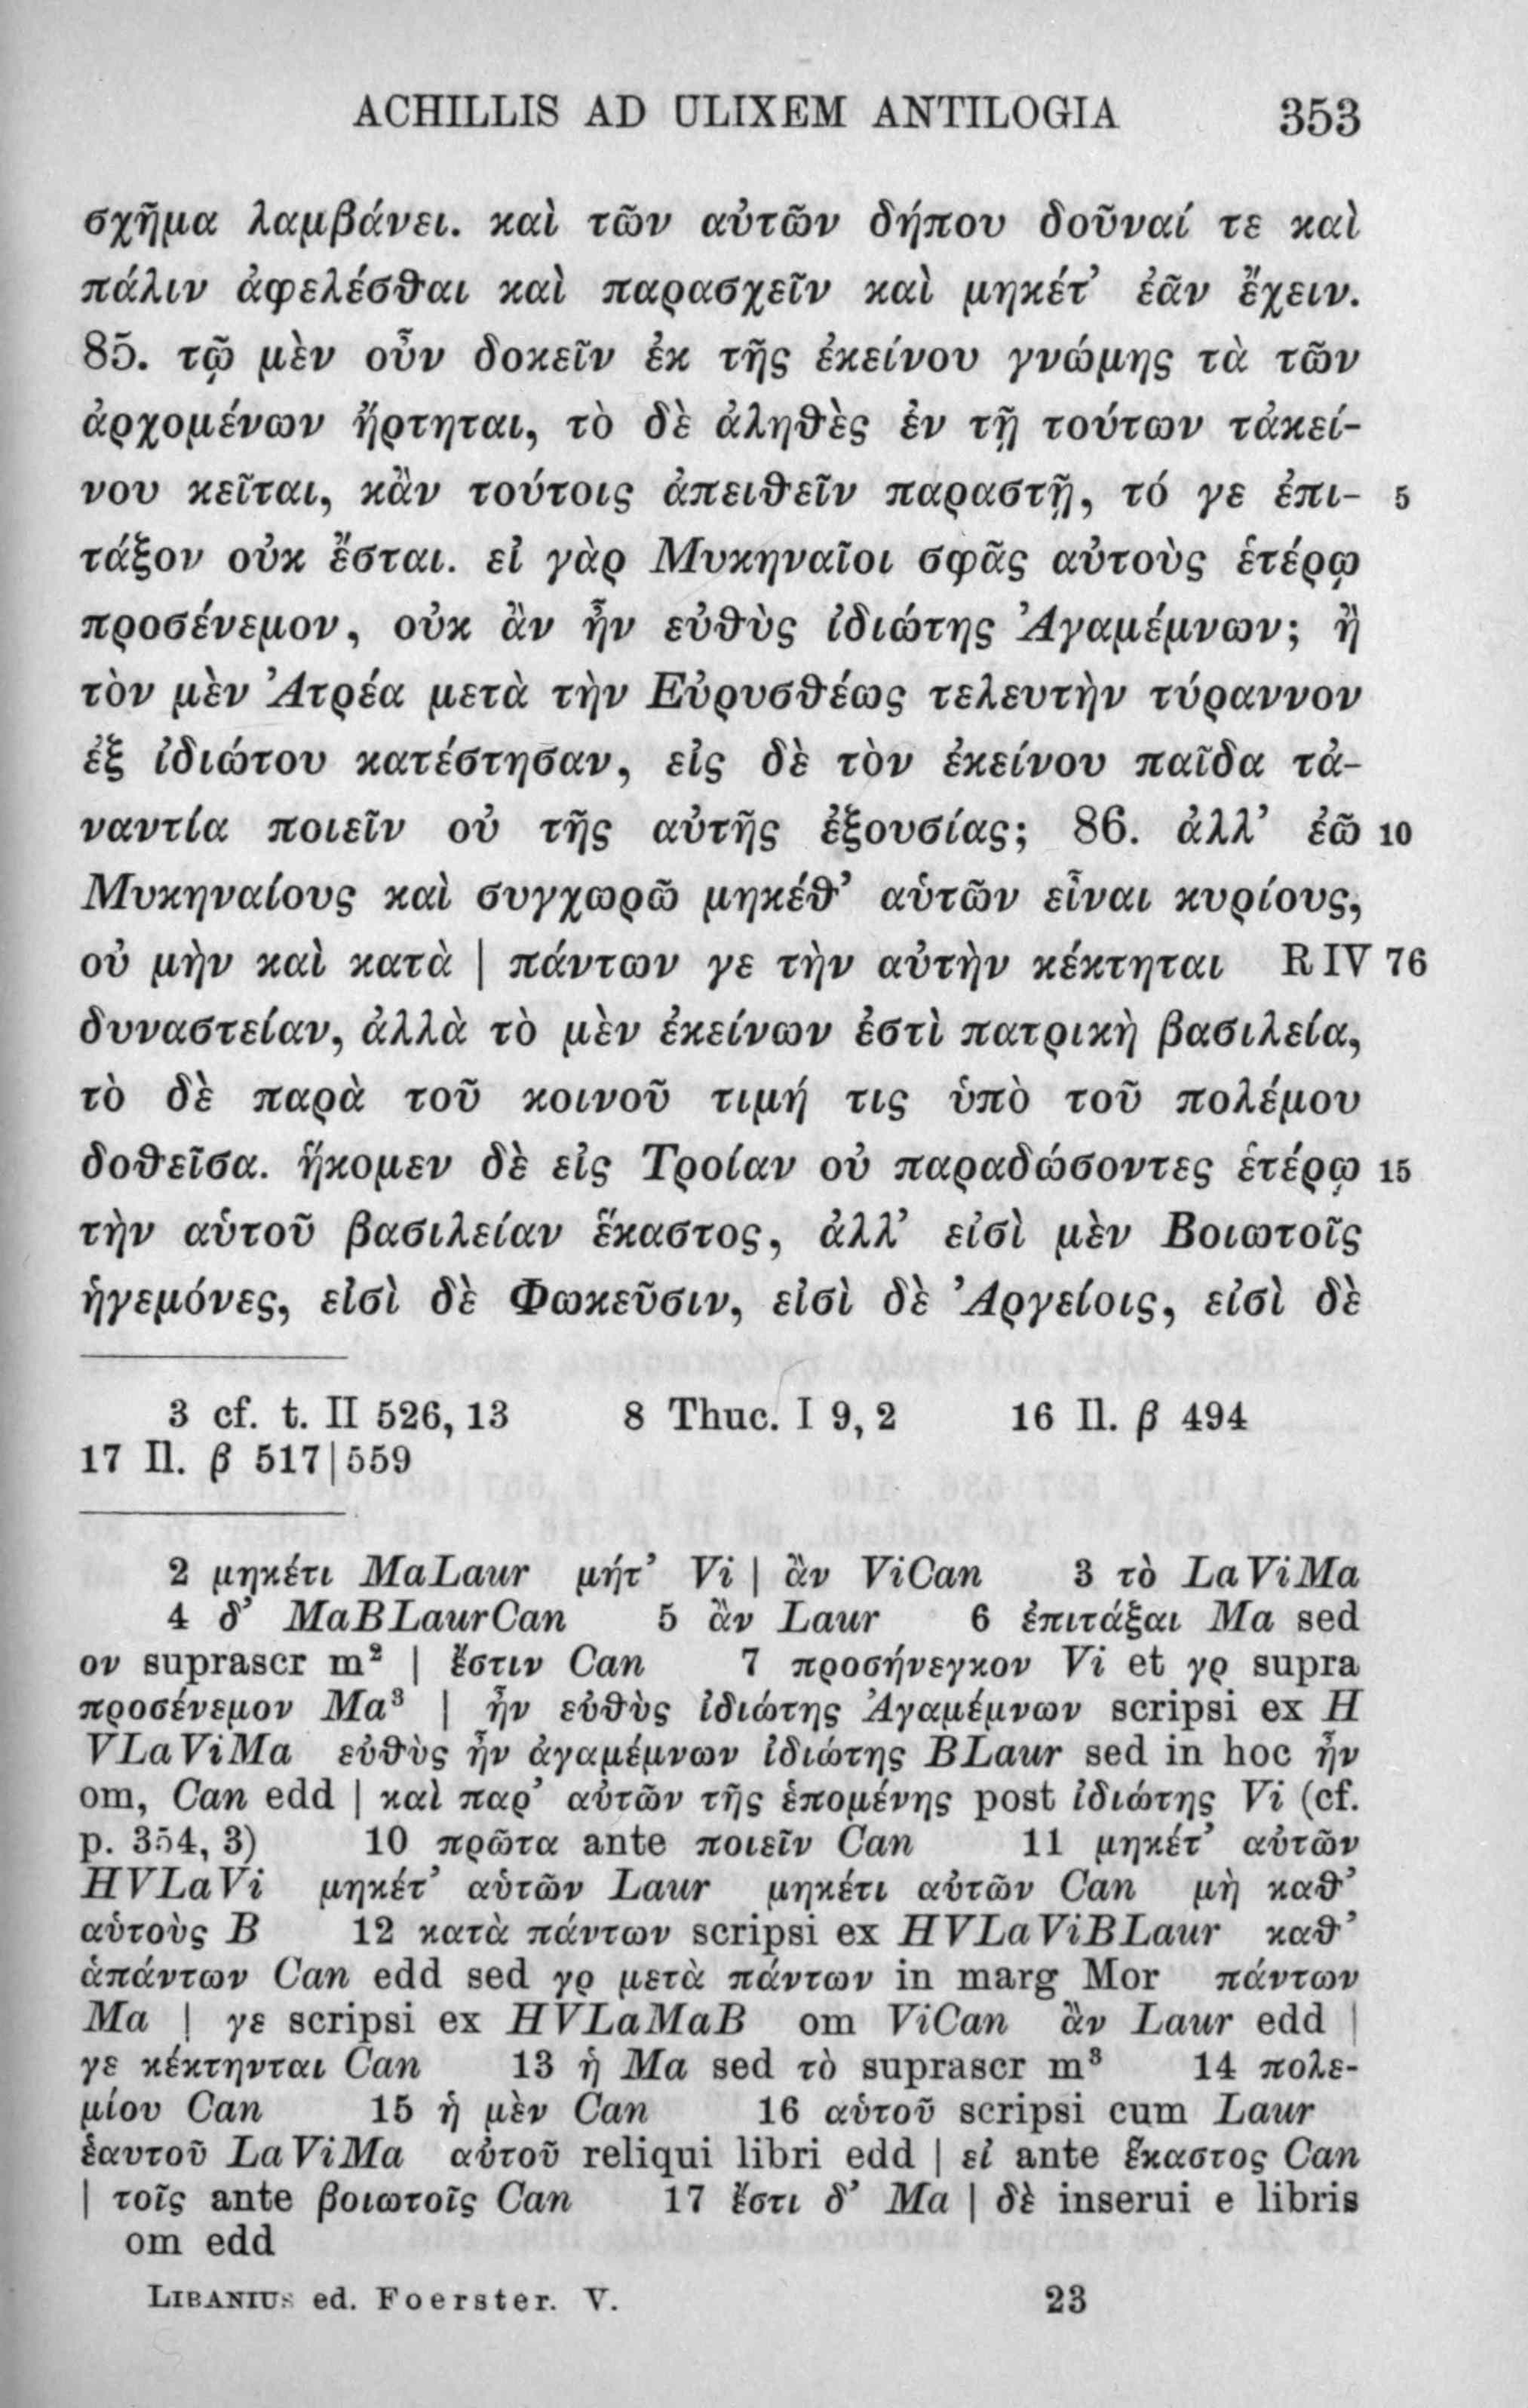 ACHILLIS AD ULIXEM ANTILOGIA 353
σχῆμα λαμβάνει. καὶ τῶν αὐτῶν δήπου δοῦναί τε καὶ
πάλιν ἀφελέσθαι καὶ παρασχεῖν καὶ μηκέτ’ ἐᾶν ἔχειν.
85. τῷ μὲν οὖν δοκεῖν ἐκ τῆς ἐκείνου γνώμης τὰ τῶν
ἀρχομένων ἤρτηται, τὸ δὲ ἀληθὲς ἐν τῇ τούτων τἀκεί-
νου κεῖται, κἂν τούτοις ἀπειθεῖν παραστῇ, τό γε ἐπι- 5
τάξον οὐκ ἔσται. εἰ γὰρ Μυκηναῖοι σφᾶς αὐτοὺς ἑτέρῳ
προσένεμον, οὐκ ἂν ἦν εὐθὺς ἰδιώτης Ἀγαμέμνων; ἢ
τὸν μὲν Ἀτρέα μετὰ τὴν Εὐρυσθέως τελευτὴν τύραννον
ἐξ ἰδιώτου κατέστησαν, εἰς δὲ τὸν ἐκείνου παῖδα τἀ-
ναντία ποιεῖν οὐ τῆς αὐτῆς ἐξουσίας; 86. ἀλλ’ ἐῶ 10
Μυκηναίους καὶ συγχωρῶ μηκέθ’ αὑτῶν εἶναι κυρίους,
οὐ μὴν καὶ κατὰ | πάντων γε τὴν αὐτὴν κέκτηται R IV 76
δυναστείαν, ἀλλὰ τὸ μὲν ἐκείνων ἐστὶ πατρικὴ βασιλεία,
τὸ δὲ παρὰ τοῦ κοινοῦ τιμή τις ὑπὸ τοῦ πολέμου
δοθεῖσα. ἥκομεν δὲ εἰς Τροίαν οὐ παραδώσοντες ἑτέρῳ 15
τὴν αὑτοῦ βασιλείαν ἕκαστος, ἀλλ’ εἰσὶ μὲν Βοιωτοῖς
ἡγεμόνες, εἰσὶ δὲ Φωκεῦσιν, εἰσὶ δὲ Ἀργείοις, εἰσὶ δὲ
3 cf. t. II 526, 13 8 Thuc. I 9, 2 16 Il. β 494
17 Il. β 517 | 559
2 μηκέτι MaLaur μήτ’ Vi | ἂν ViCan 3 τὸ LaViMa
4 δ’ MaBLaurCan 5 ἂν Laur 6 ἐπιτάξαι Ma sed
ον suprascr m² | ἔστιν Can 7 προσήνεγκον Vi et γρ supra
προσένεμον Ma³ | ἦν εὐθὺς ἰδιώτης Ἀγαμέμνων scripsi ex H
VLaViMa εὐθὺς ἦν ἀγαμέμνων ἰδιώτης BLaur sed in hoc ἦν
om, Can edd | καὶ παρ’ αὐτῶν τῆς ἑπομένης post ἰδιώτης Vi (cf.
p. 354, 3) 10 πρῶτα ante ποιεῖν Can 11 μηκέτ’ αὐτῶν
HVLaVi μηκέτ’ αὑτῶν Laur μηκέτι αὐτῶν Can μὴ καθ’
αὑτοὺς B 12 κατὰ πάντων scripsi ex HVLaViBLaur καθ’
ἁπάντων Can edd sed γρ μετὰ πάντων in marg Mor πάντων
Ma | γε scripsi ex HVLaMaB om ViCan ἂν Laur edd |
γε κέκτηνται Can 13 ἡ Ma sed τὸ suprascr m³ 14 πολε-
μίου Can 15 ἡ μὲν Can 16 αὑτοῦ scripsi cum Laur
ἑαυτοῦ LaViMa αὐτοῦ reliqui libri edd | εἰ ante ἕκαστος Can
| τοῖς ante βοιωτοῖς Can 17 ἔστι δ’ Ma | δὲ inserui e libris
om edd
LIBANIUS ed. Foerster. V. 23